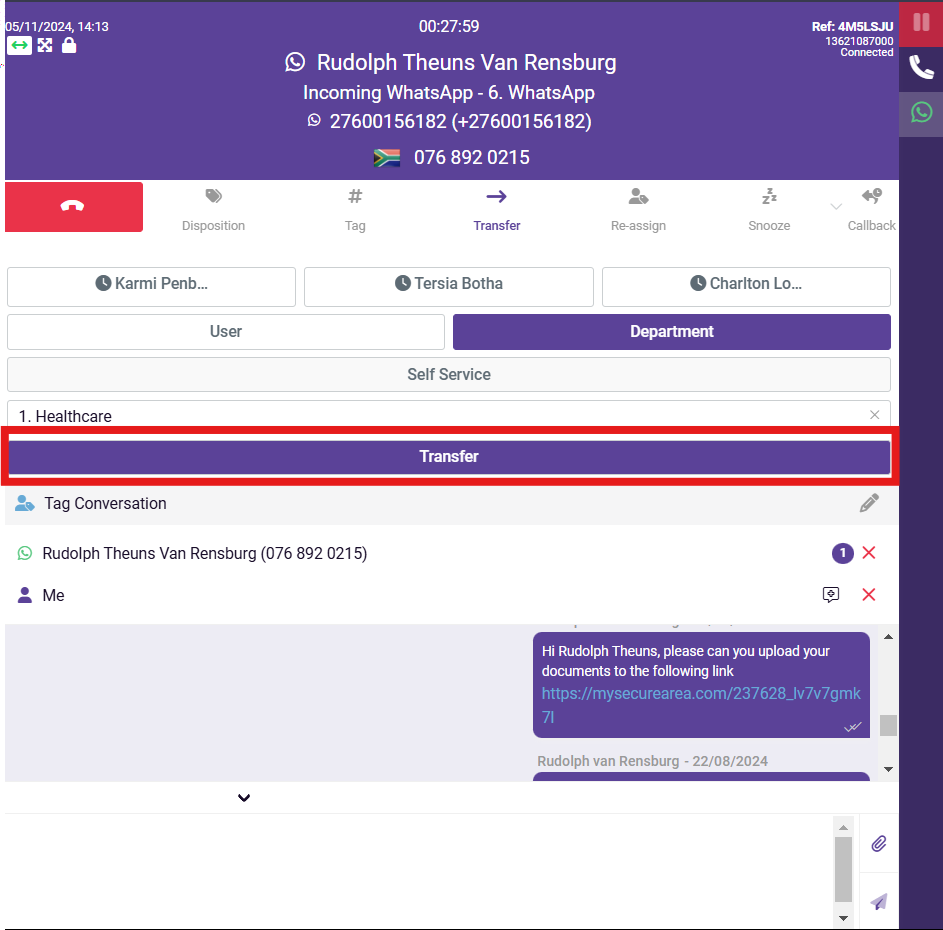 05/11/2024, 14:13
00:27:59
Ref: 4M5LSJU
13621087000
Connected
Rudolph Theuns Van Rensburg
Incoming WhatsApp - 6. WhatsApp
27600156182 (+27600156182)
076 892 0215
Disposition
Tag
Transfer
Re-assign
Snooze
Callback
Karmi Penb...
Tersia Botha
Charlton Lo...
User
Department
Self Service
1. Healthcare
Transfer
Tag Conversation
Rudolph Theuns Van Rensburg (076 892 0215)
1
Me
Hi Rudolph Theuns, please can you upload your
documents to the following link
https://mysecurearea.com/237628_lv7v7gmk
7l
Rudolph van Rensburg - 22/08/2024